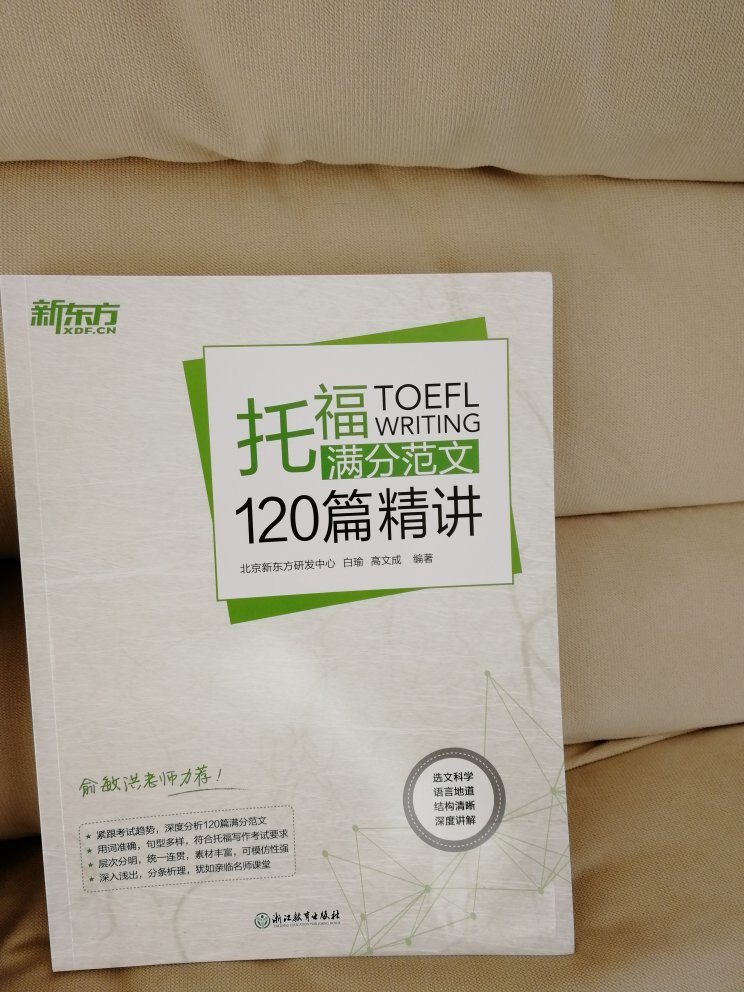 新东方
XDF.CN
托福 TOEFL
WRITING
满分范文
120篇精讲
北京新东方研发中心 白瑜 高文成 编著
俞敏洪老师力荐!
★ 紧跟考试趋势，深度分析120篇满分范文
★ 用词准确，句型多样，符合托福写作考试要求
★ 层次分明，统一连贯，素材丰富，可模仿性强
★ 深入浅出，分条析理，犹如亲临名师课堂
选文科学
语言地道
结构清晰
深度讲解
浙江教育出版社